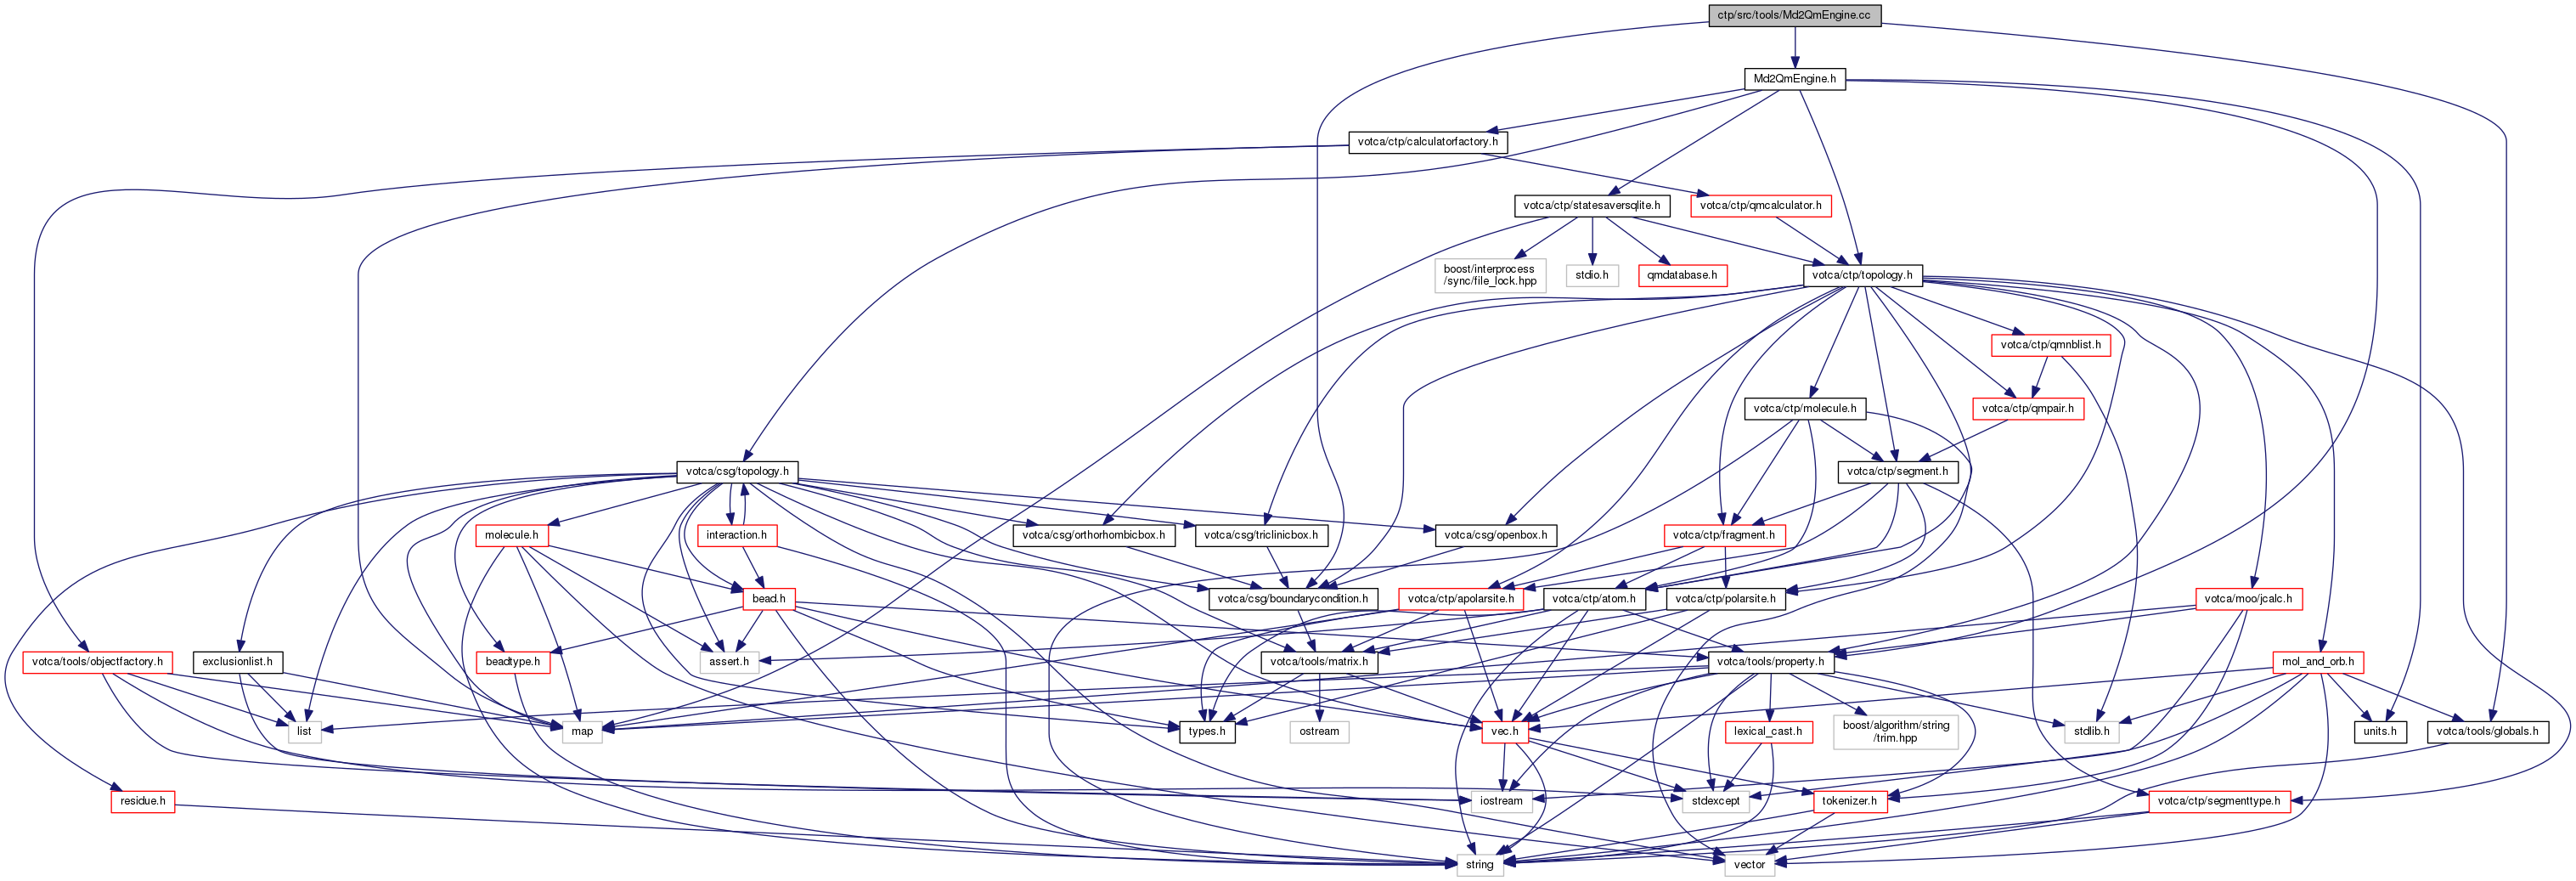 ctp/src/tools/Md2QmEngine.cc
Md2QmEngine.h
votca/ctp/calculatorfactory.h
votca/ctp/statesaversqlite.h
votca/ctp/qmcalculator.h
boost/interprocess
/sync/file_lock.hpp
stdio.h
qmdatabase.h
votca/ctp/topology.h
votca/ctp/qmnblist.h
votca/ctp/molecule.h
votca/ctp/qmpair.h
votca/csg/topology.h
votca/ctp/segment.h
molecule.h
interaction.h
votca/csg/orthorhombicbox.h
votca/csg/triclinicbox.h
votca/csg/openbox.h
votca/ctp/fragment.h
bead.h
votca/csg/boundarycondition.h
votca/ctp/apolarsite.h
votca/ctp/atom.h
votca/ctp/polarsite.h
votca/moo/jcalc.h
votca/tools/objectfactory.h
exclusionlist.h
beadtype.h
assert.h
votca/tools/matrix.h
votca/tools/property.h
mol_and_orb.h
list
map
types.h
ostream
vec.h
lexical_cast.h
boost/algorithm/string
/trim.hpp
stdlib.h
units.h
votca/tools/globals.h
residue.h
iostream
stdexcept
tokenizer.h
votca/ctp/segmenttype.h
string
vector